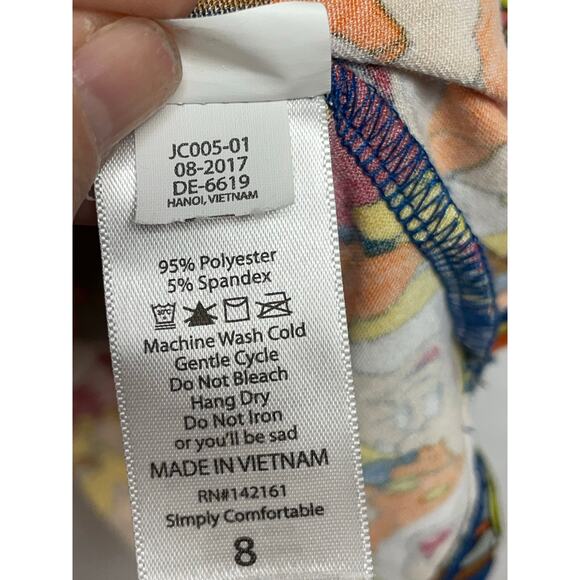 JC005-01
08-2017
DE-6619
HANOI, VIETNAM
95% Polyester
5% Spandex
Machine Wash Cold
Gentle Cycle
Do Not Bleach
Hang Dry
Do Not Iron
or you'll be sad
MADE IN VIETNAM
RN#142161
Simply Comfortable
8